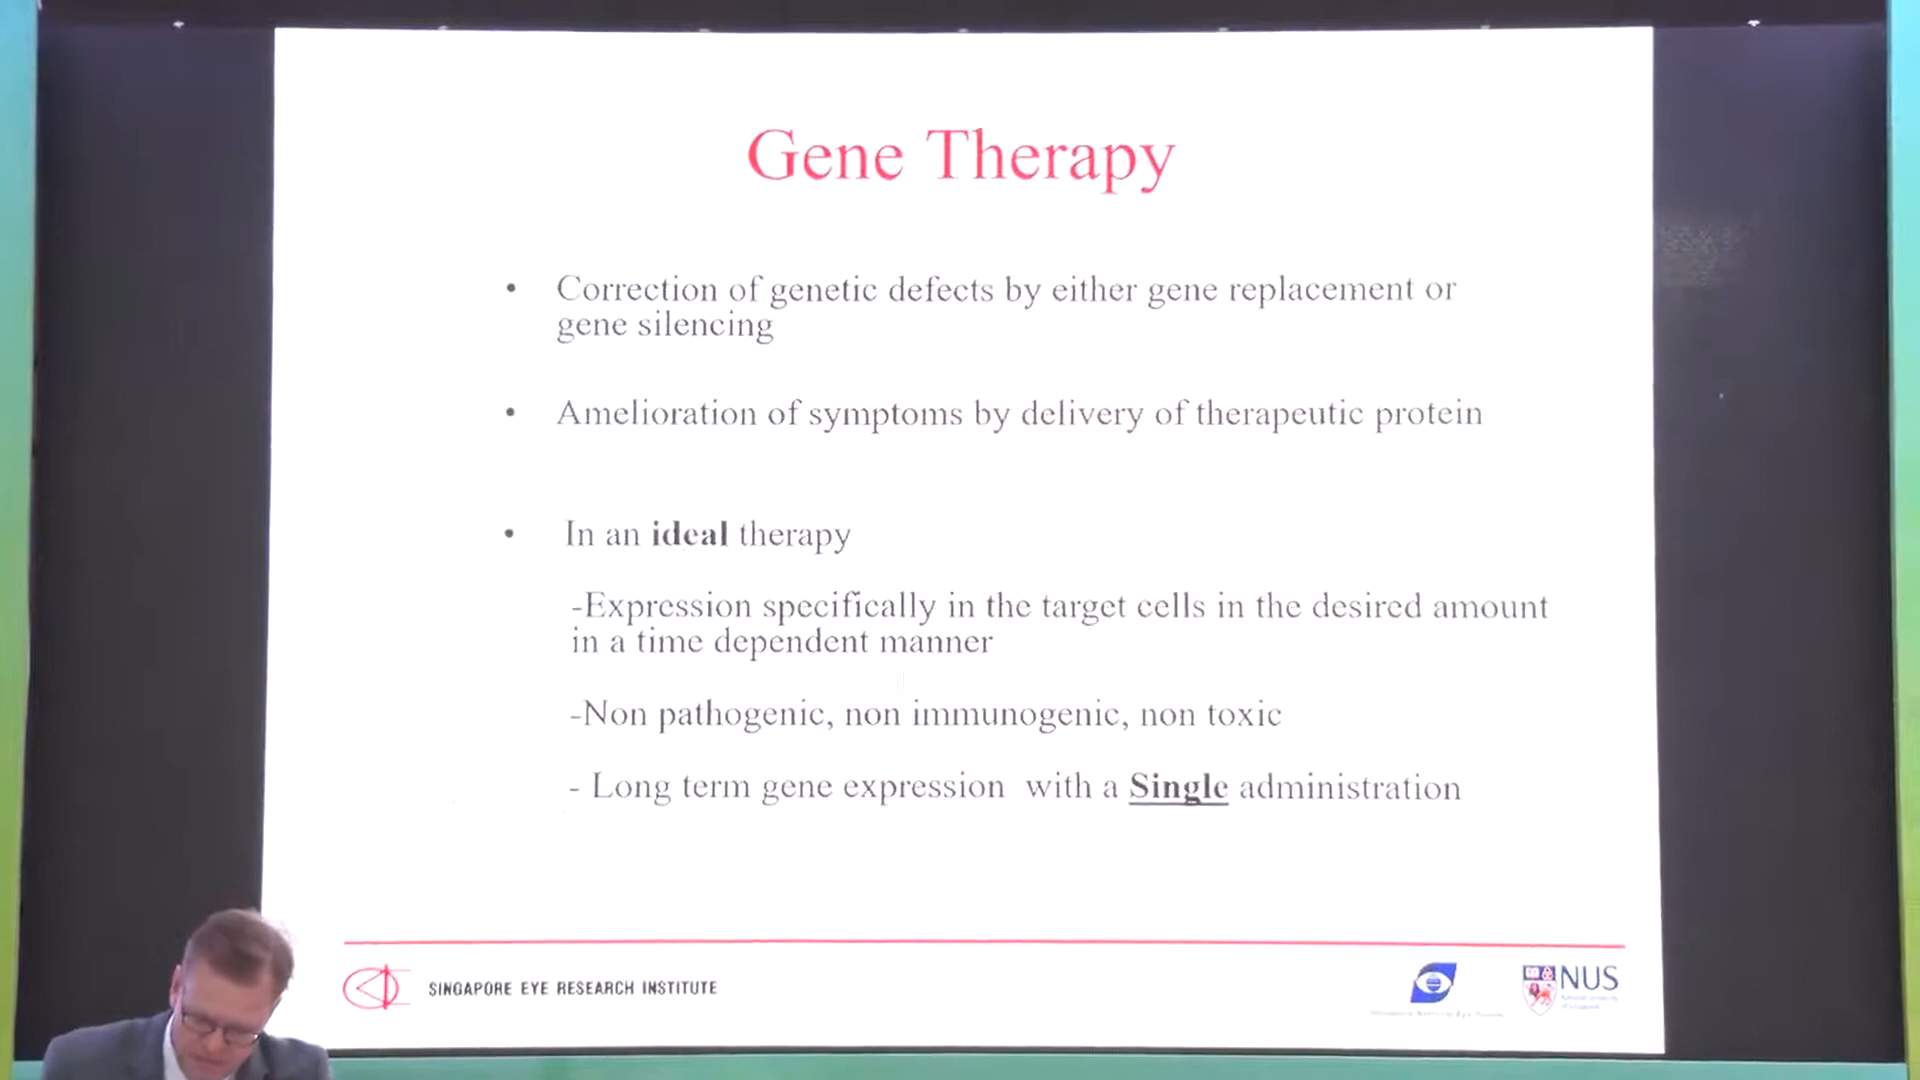 Gene Therapy
• Correction of genetic defects by either gene replacement or
gene silencing
• Amelioration of symptoms by delivery of therapeutic protein
• In an ideal therapy
-Expression specifically in the target cells in the desired amount
in a time dependent manner
-Non pathogenic, non immunogenic, non toxic
- Long term gene expression with a Single administration
SINGAPORE EYE RESEARCH INSTITUTE
NUS